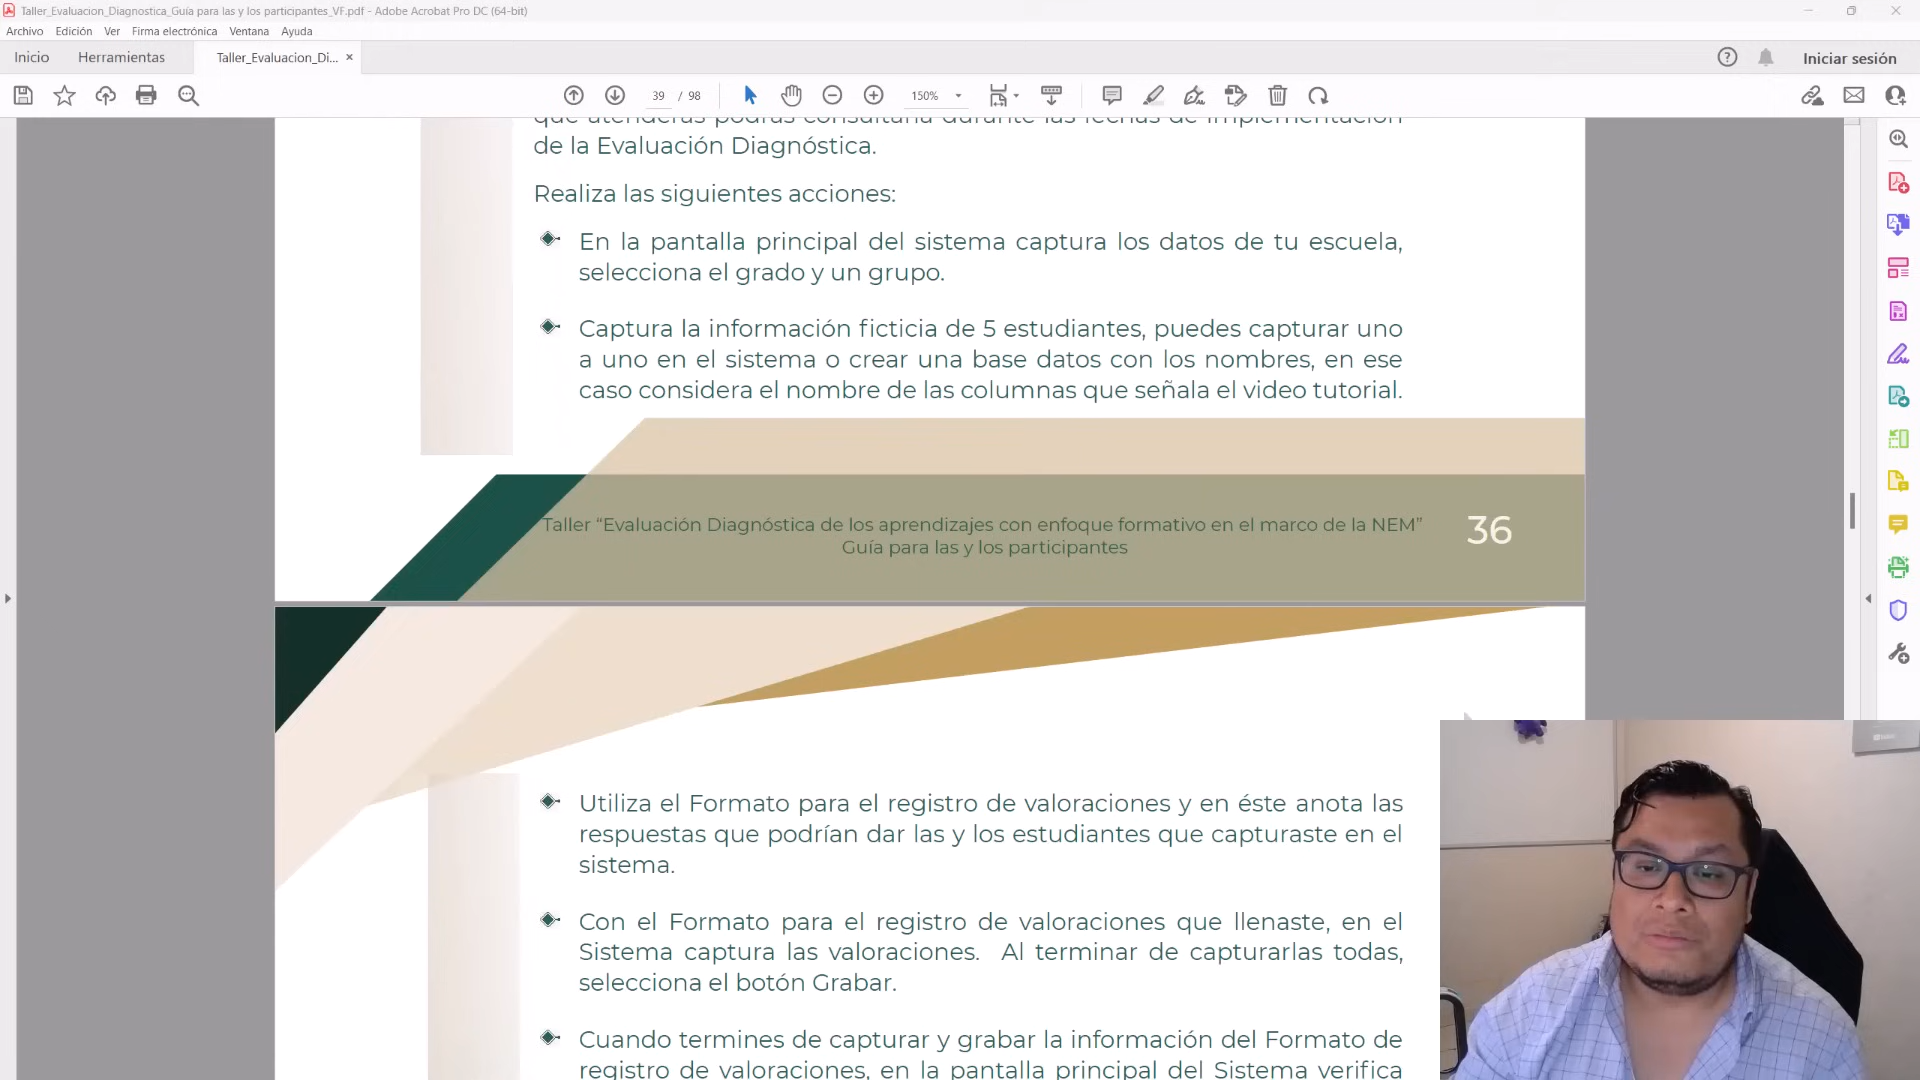 Taller_Evaluacion_Diagnostica_Guía para las y los participantes_VF.pdf - Adobe Acrobat Pro DC (64-bit)
Archivo Edición Ver Firma electrónica Ventana Ayuda
Inicio Herramientas Taller_Evaluacion_Di... × Iniciar sesión
39 / 98 150%
que atenderás podrás consultarla durante las fechas de implementación
de la Evaluación Diagnóstica.
Realiza las siguientes acciones:
En la pantalla principal del sistema captura los datos de tu escuela,
selecciona el grado y un grupo.
Captura la información ficticia de 5 estudiantes, puedes capturar uno
a uno en el sistema o crear una base datos con los nombres, en ese
caso considera el nombre de las columnas que señala el video tutorial.
Taller “Evaluación Diagnóstica de los aprendizajes con enfoque formativo en el marco de la NEM”
Guía para las y los participantes
36
Utiliza el Formato para el registro de valoraciones y en éste anota las
respuestas que podrían dar las y los estudiantes que capturaste en el
sistema.
Con el Formato para el registro de valoraciones que llenaste, en el
Sistema captura las valoraciones. Al terminar de capturarlas todas,
selecciona el botón Grabar.
Cuando termines de capturar y grabar la información del Formato de
registro de valoraciones, en la pantalla principal del Sistema verifica